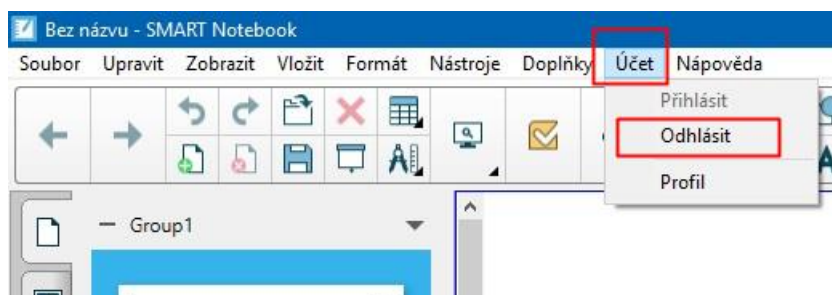 Bez názvu - SMART Notebook
Soubor Upravit Zobrazit Vložit Formát Nástroje Doplňky Účet Nápověda
Přihlásit
Odhlásit
Profil
Group1